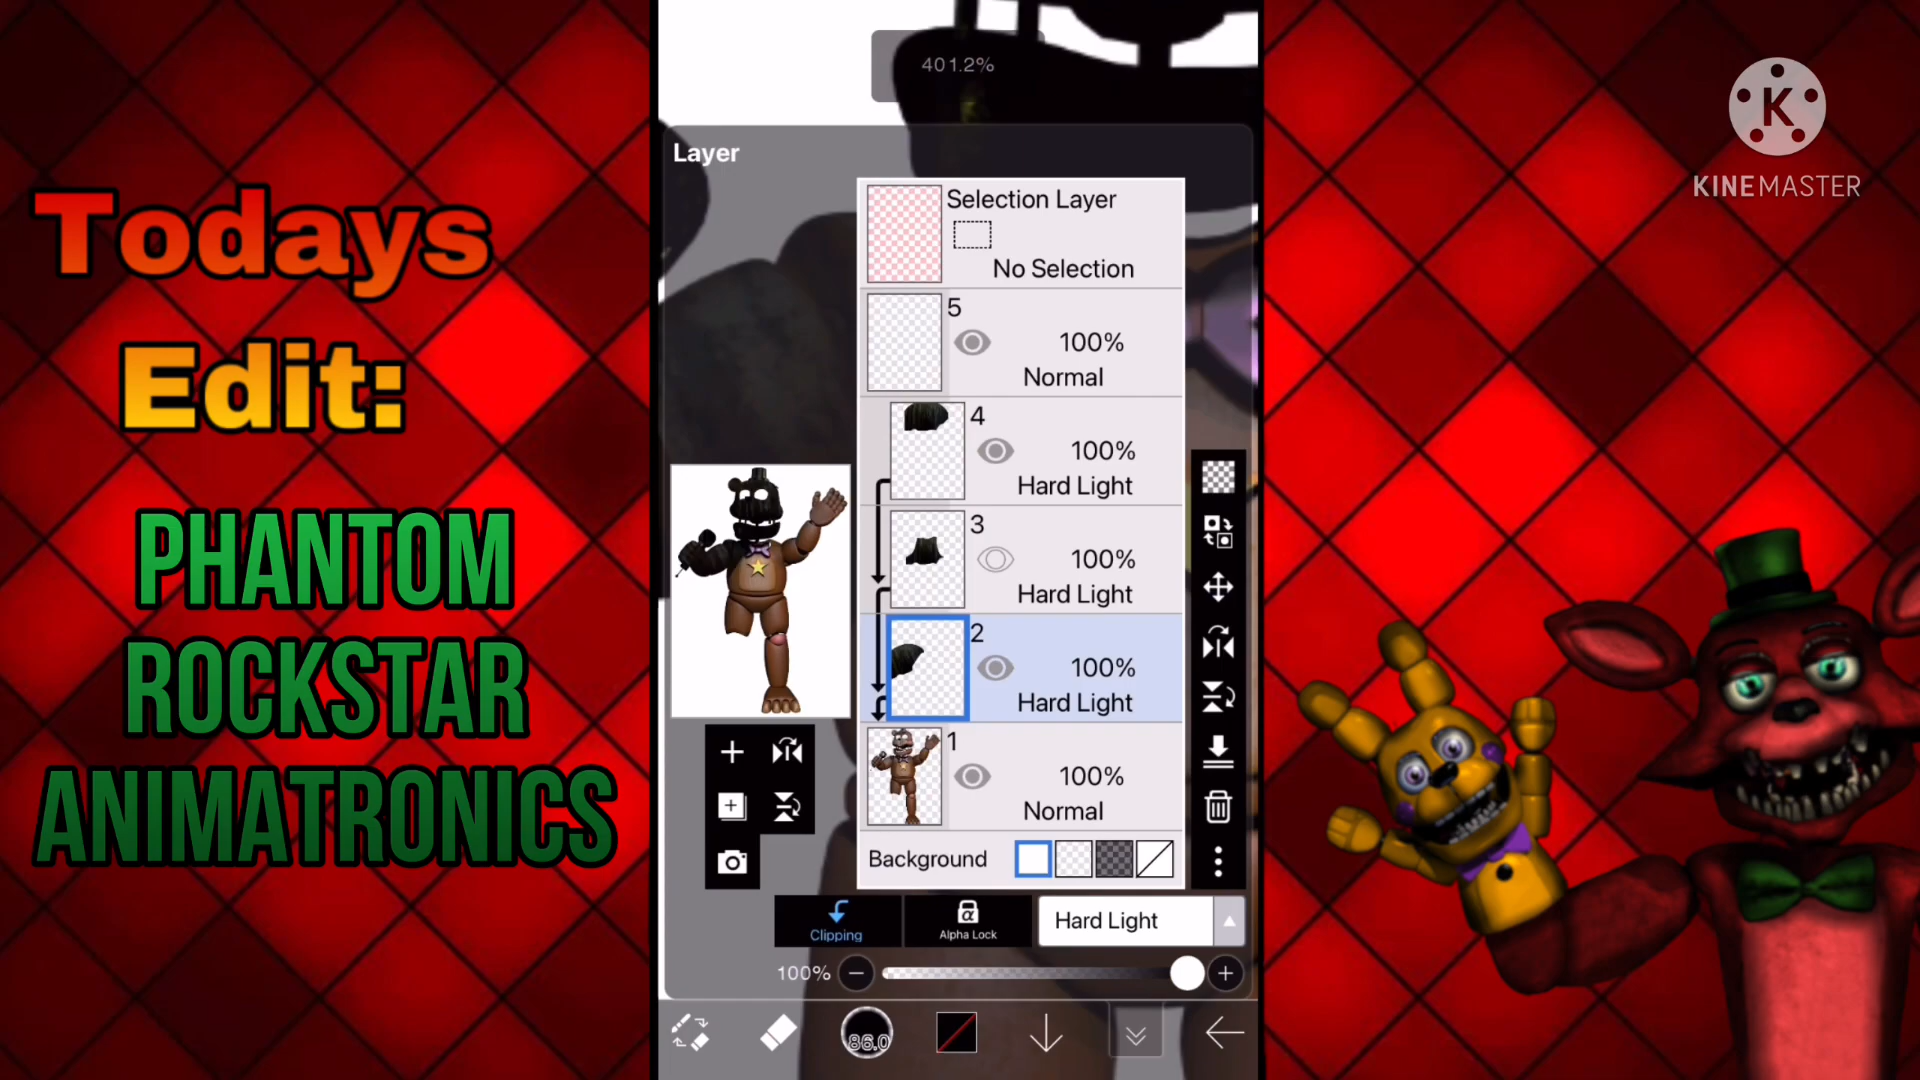 Todays
Edit:
PHANTOM
ROCKSTAR
ANIMATRONICS
401.2%
Layer
Selection Layer
No Selection
5
100%
Normal
4
100%
Hard Light
3
100%
Hard Light
2
100%
Hard Light
1
100%
Normal
Background
Clipping
α
Alpha Lock
Hard Light
100%
86.0
K
KINEMASTER